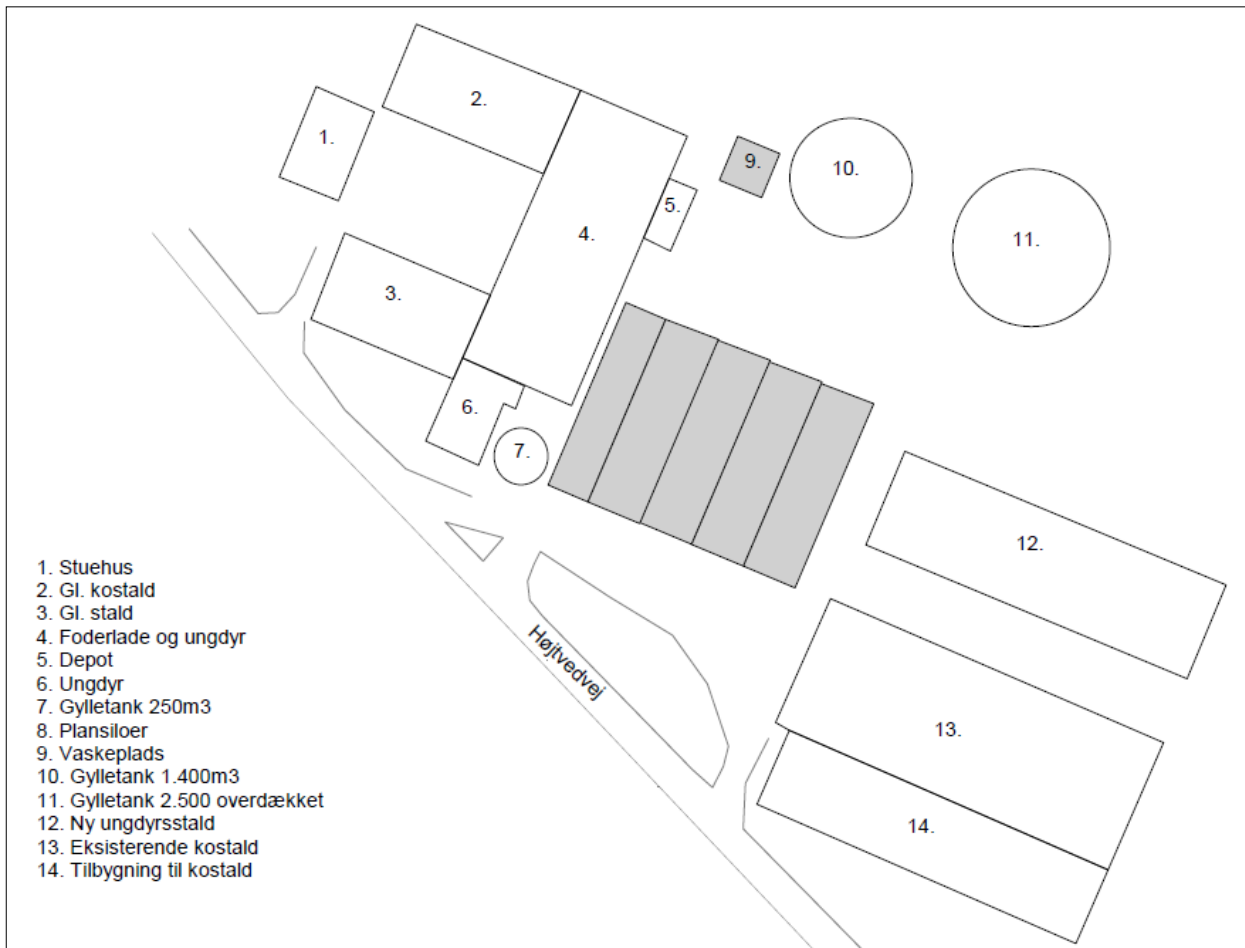 2.
1.
9.
10.
5.
4.
11.
3.
6.
7.
12.
Højtvedvej
13.
14.
1. Stuehus
2. Gl. kostald
3. Gl. stald
4. Foderlade og ungdyr
5. Depot
6. Ungdyr
7. Gylletank 250m3
8. Plansiloer
9. Vaskeplads
10. Gylletank 1.400m3
11. Gylletank 2.500 overdækket
12. Ny ungdyrsstald
13. Eksisterende kostald
14. Tilbygning til kostald